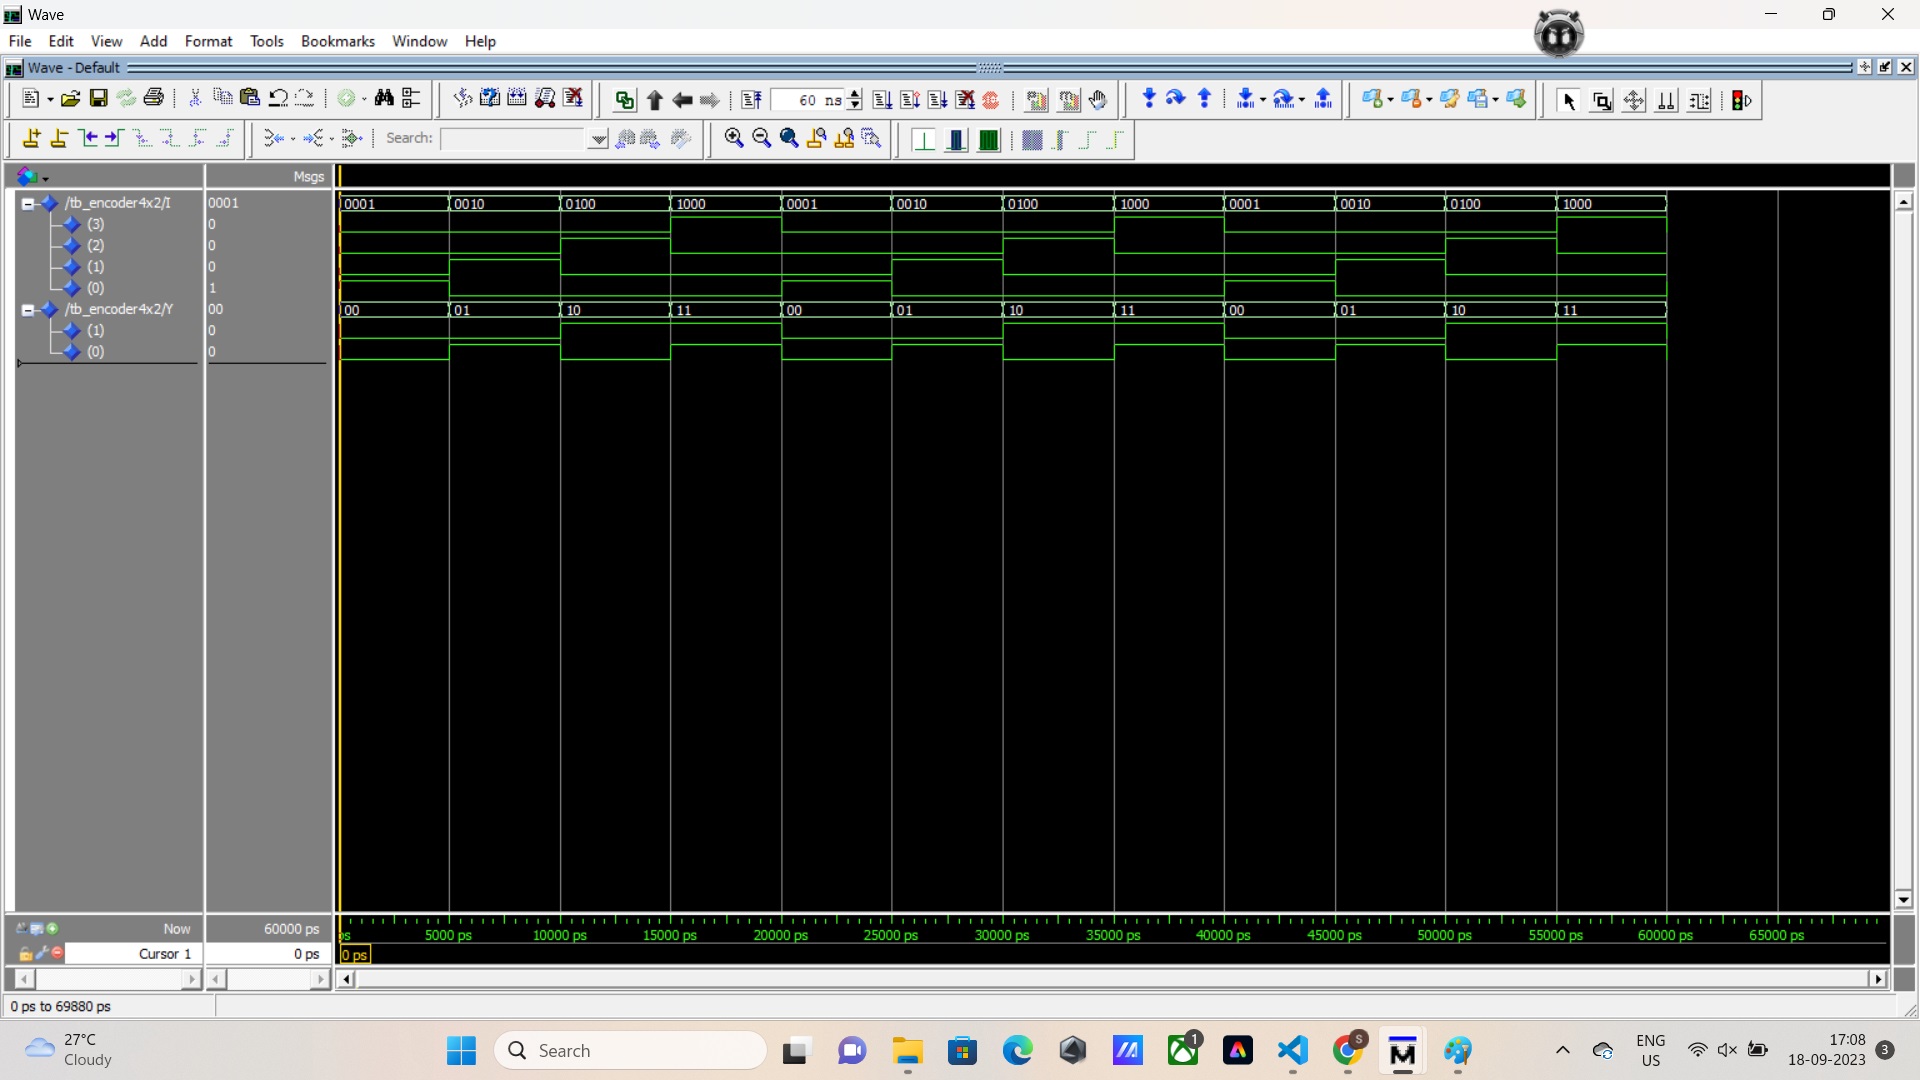 Wave
File Edit View Add Format Tools Bookmarks Window Help
Wave - Default
60 ns
Search:
Msgs
/tb_encoder4x2/I 0001 0001 0010 0100 1000 0001 0010 0100 1000 0001 0010 0100 1000
(3) 0
(2) 0
(1) 0
(0) 1
/tb_encoder4x2/Y 00 00 01 10 11 00 01 10 11 00 01 10 11
(1) 0
(0) 0
Now 60000 ps ps 5000 ps 10000 ps 15000 ps 20000 ps 25000 ps 30000 ps 35000 ps 40000 ps 45000 ps 50000 ps 55000 ps 60000 ps 65000 ps
Cursor 1 0 ps 0 ps
0 ps to 69880 ps
27°C
Cloudy
Search
1
S
ENG
US
17:08
18-09-2023
3